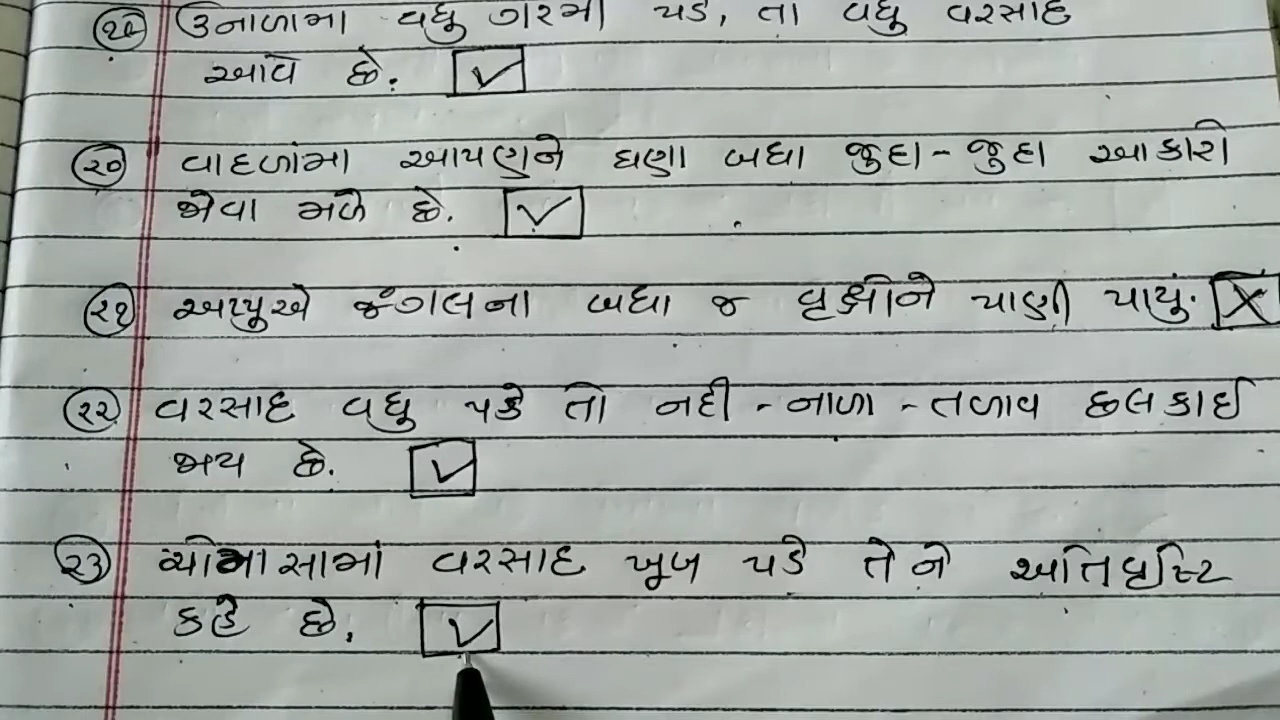 ૧૯ ઉનાળામા વધુ ગરમી પડે, તો વધુ વરસાદ
આવે છે. ✓
૨૦ વાદળાંમા આપણને ઘણા બધા જુદા-જુદા આકારો
જોવા મળે છે. ✓
૨૧ અપ્પુએ જંગલના બધા જ વૃક્ષોને પાણી પાયું. X
૨૨ વરસાદ વધુ પડે તો નદી-નાળા-તળાવ છલકાઈ
જાય છે. ✓
૨૩ ચોમાસામાં વરસાદ ખૂબ પડે તેને અતિવૃષ્ટિ
કહે છે. ✓